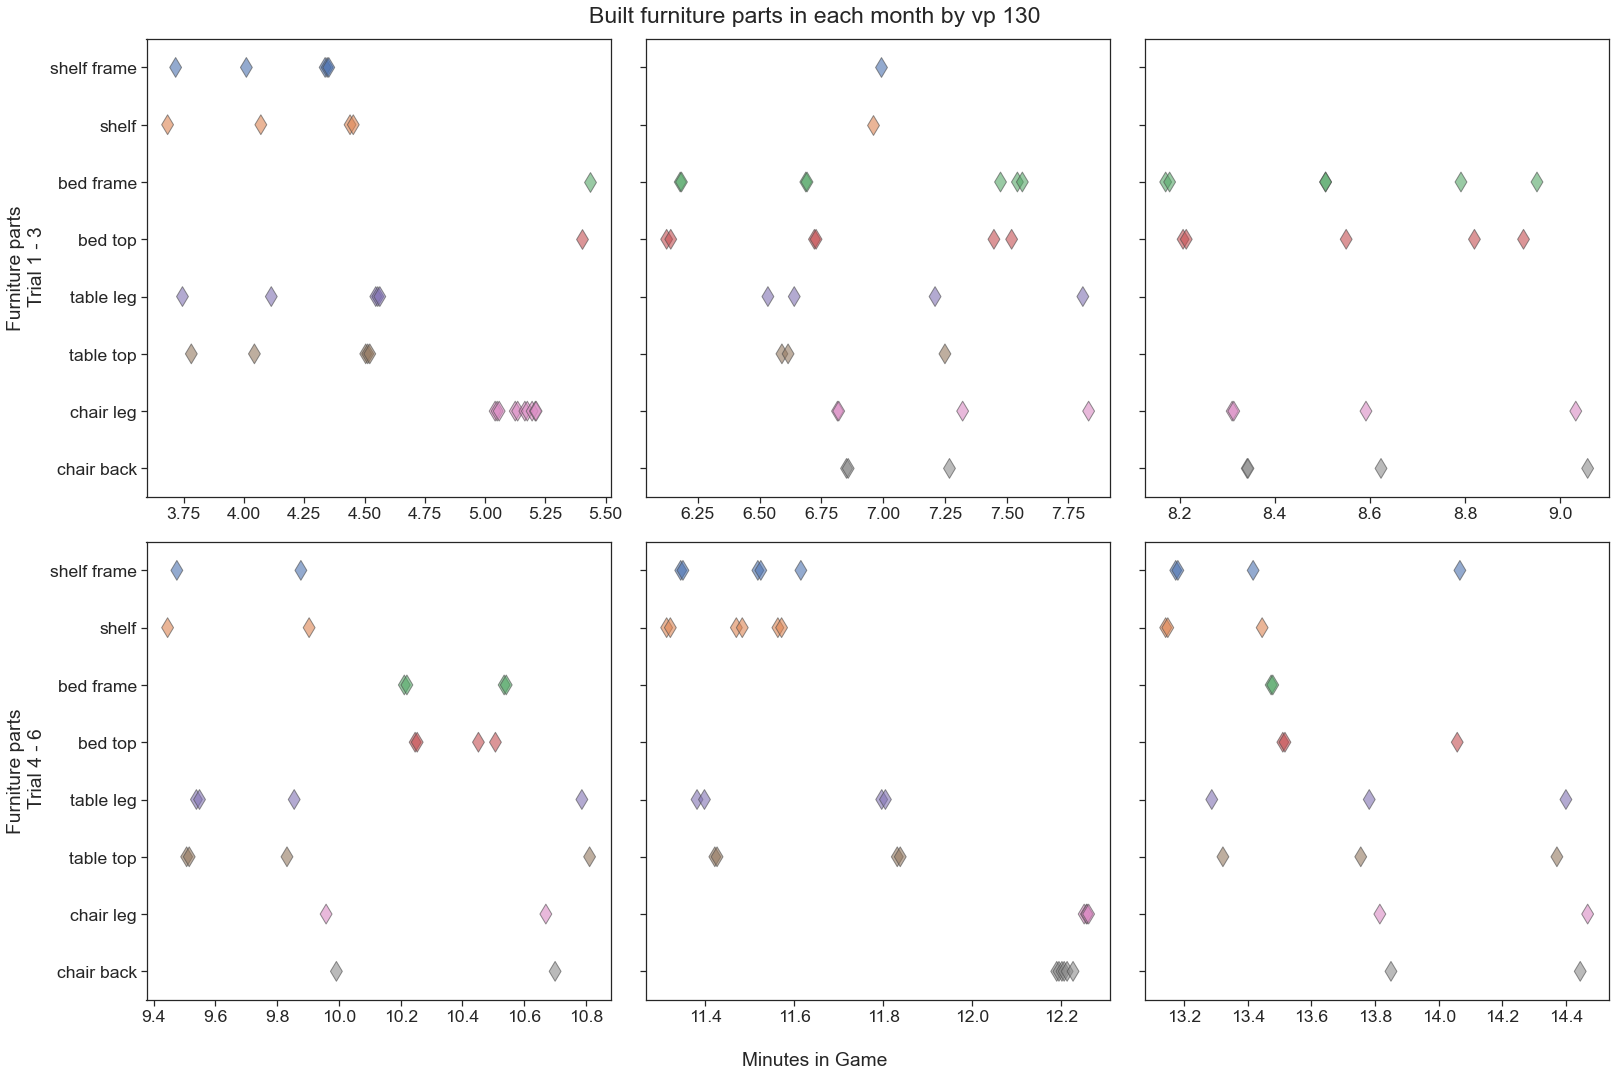 Built furniture parts in each month by vp 130
Furniture parts
Trial 1 - 3
shelf frame
shelf
bed frame
bed top
table leg
table top
chair leg
chair back
3.75 4.00 4.25 4.50 4.75 5.00 5.25 5.50
6.25 6.50 6.75 7.00 7.25 7.50 7.75
8.2 8.4 8.6 8.8 9.0
Furniture parts
Trial 4 - 6
shelf frame
shelf
bed frame
bed top
table leg
table top
chair leg
chair back
9.4 9.6 9.8 10.0 10.2 10.4 10.6 10.8
11.4 11.6 11.8 12.0 12.2
13.2 13.4 13.6 13.8 14.0 14.2 14.4
Minutes in Game